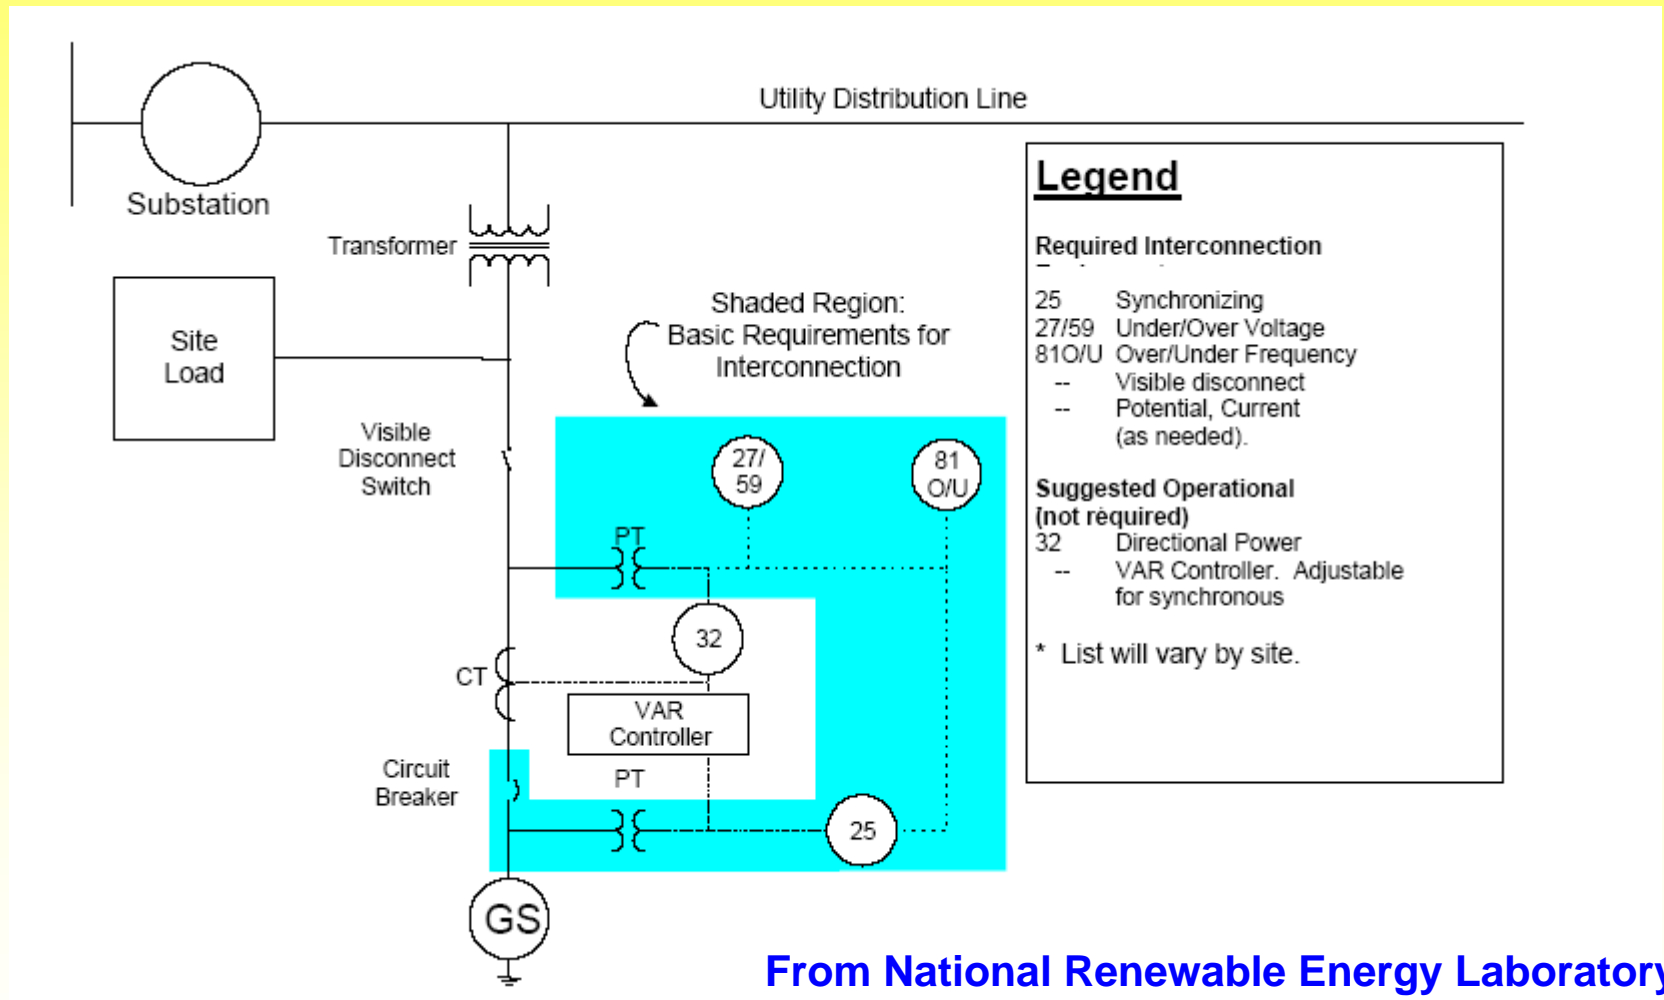 Utility Distribution Line
Substation
Transformer
Site
Load
Shaded Region:
Basic Requirements for
Interconnection
Visible
Disconnect
Switch
27/
59
81
O/U
PT
32
CT
VAR
Controller
Circuit
Breaker
PT
25
GS
Legend
Required Interconnection
25 Synchronizing
27/59 Under/Over Voltage
81O/U Over/Under Frequency
-- Visible disconnect
-- Potential, Current
(as needed).
Suggested Operational
(not required)
32 Directional Power
-- VAR Controller. Adjustable
for synchronous
* List will vary by site.
From National Renewable Energy Laboratory